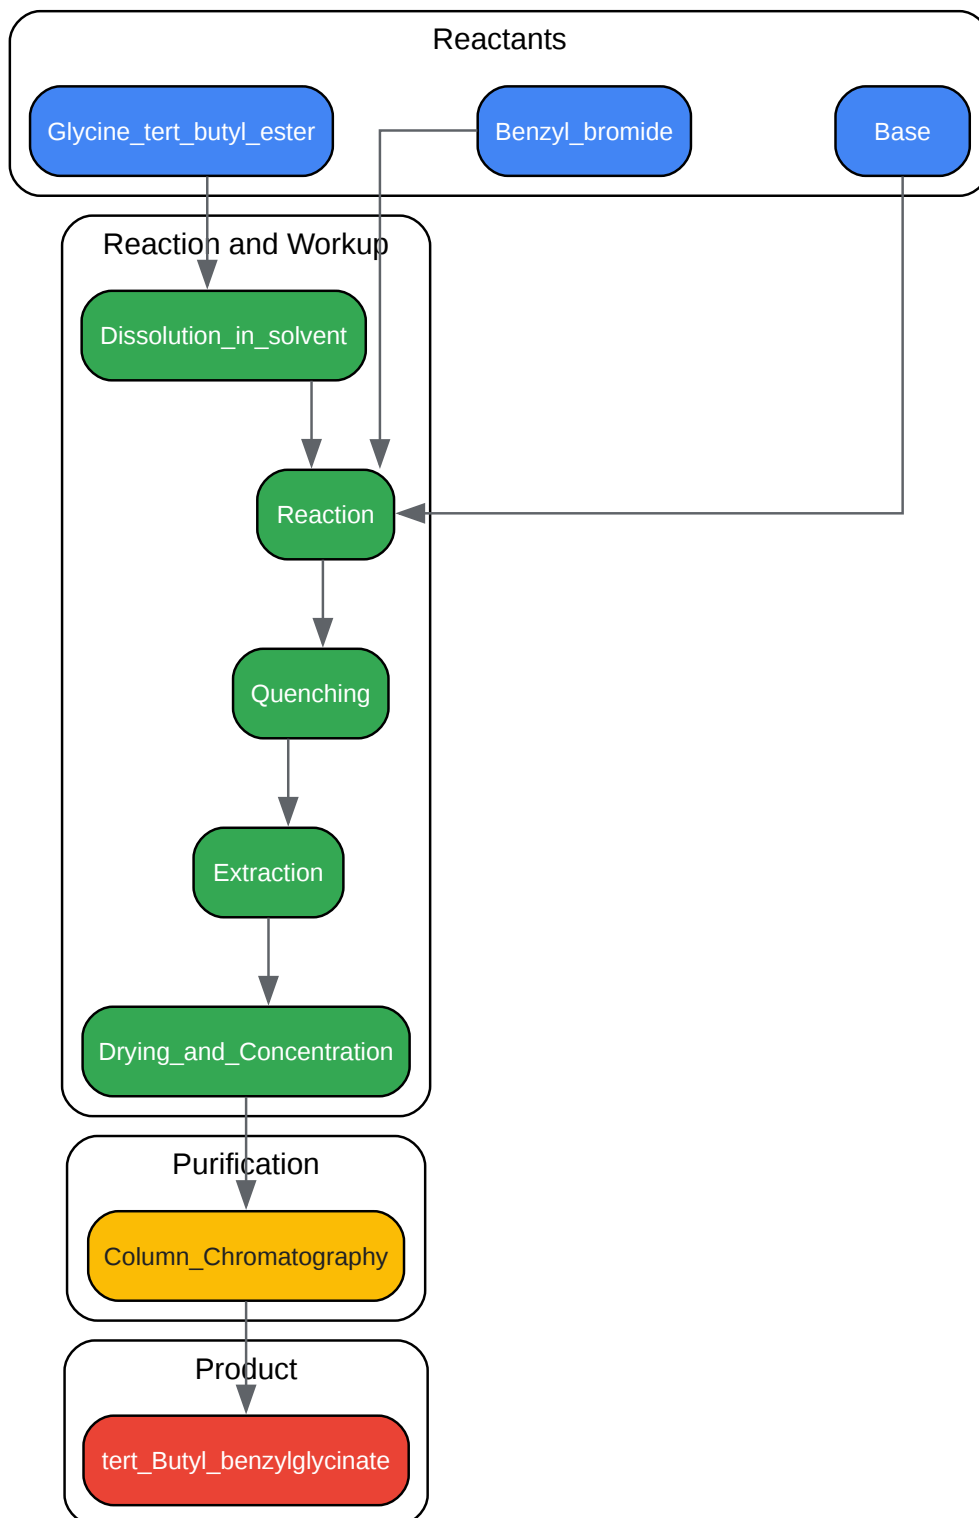 Reactants
Glycine_tert_butyl_ester
Benzyl_bromide
Base
Reaction and Workup
Dissolution_in_solvent
Reaction
Quenching
Extraction
Drying_and_Concentration
Purification
Column_Chromatography
Product
tert_Butyl_benzylglycinate